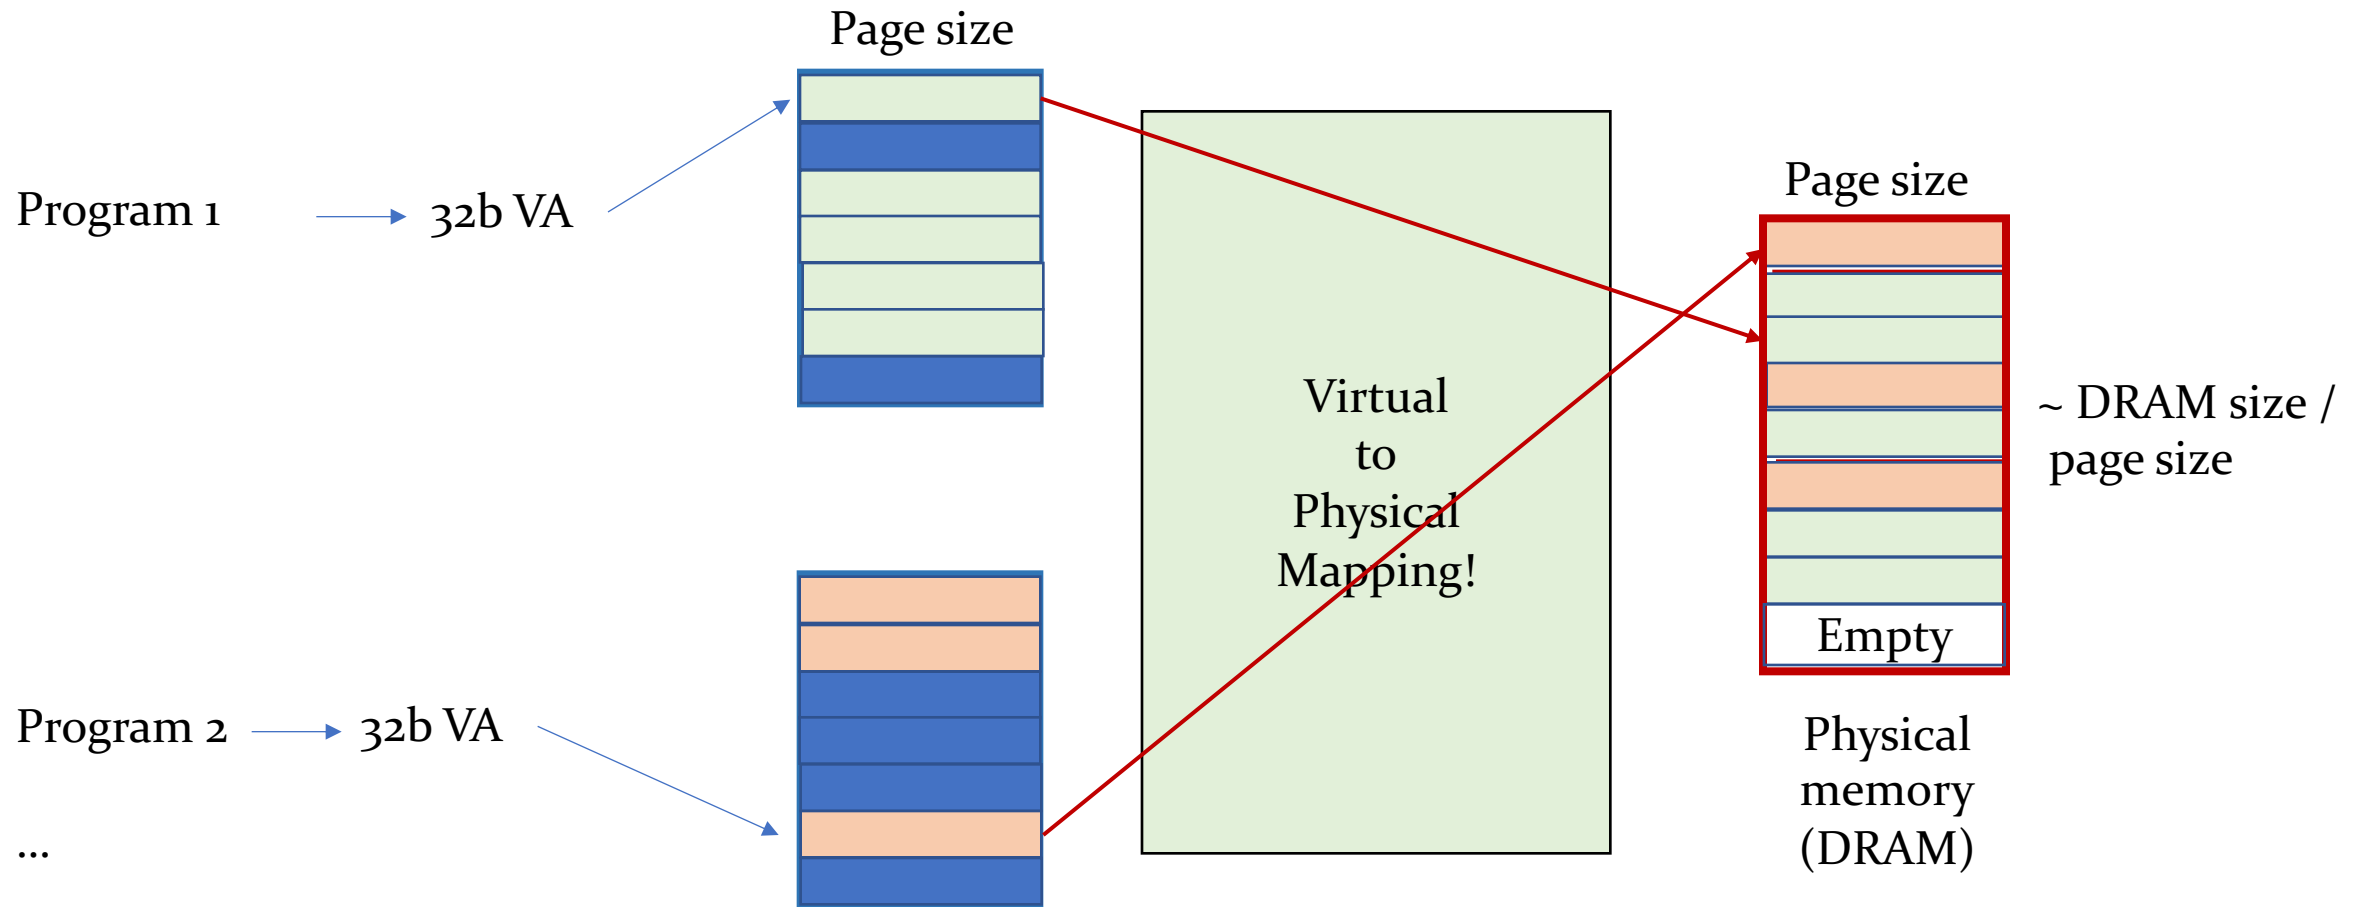 Page size
Program 1
32b VA
Page size
Virtual
to
Physical
Mapping!
~ DRAM size /
page size
Empty
Program 2
32b VA
Physical
memory
(DRAM)
...